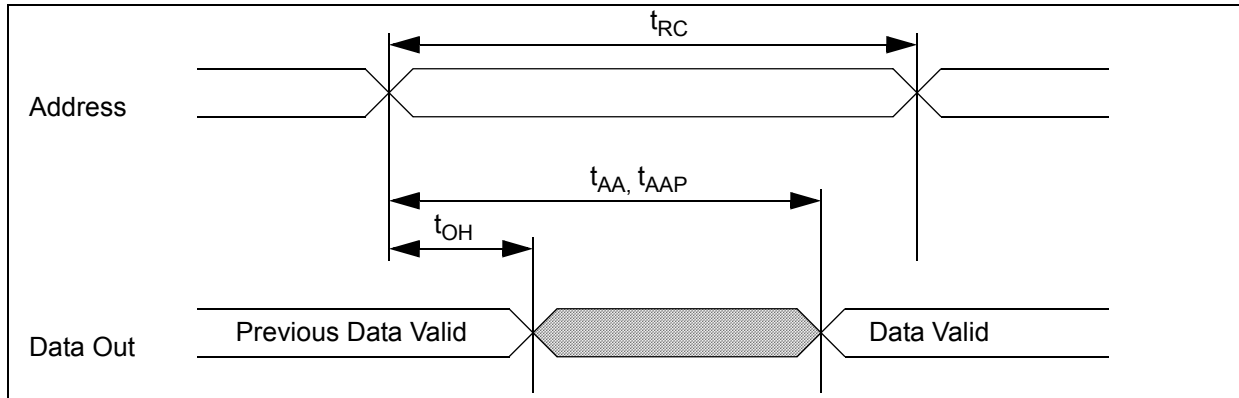 tRC
Address
tAA, tAAP
tOH
Previous Data Valid
Data Valid
Data Out